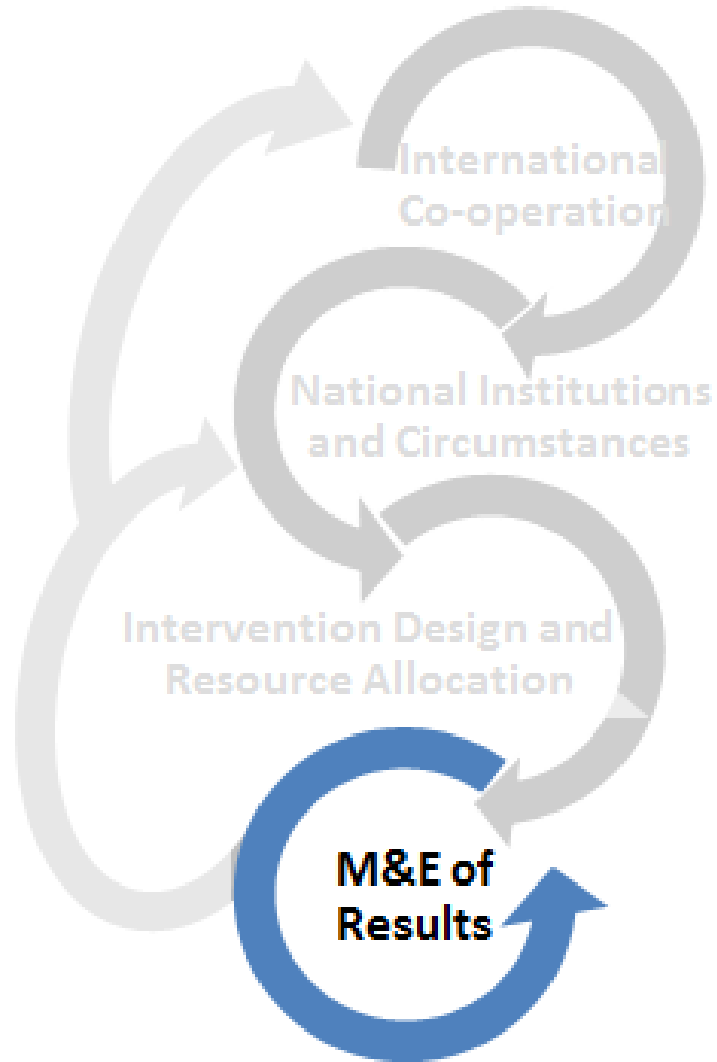 International
Co-operation
National Institutions
and Circumstances
Intervention Design and
Resource Allocation
M&E of
Results